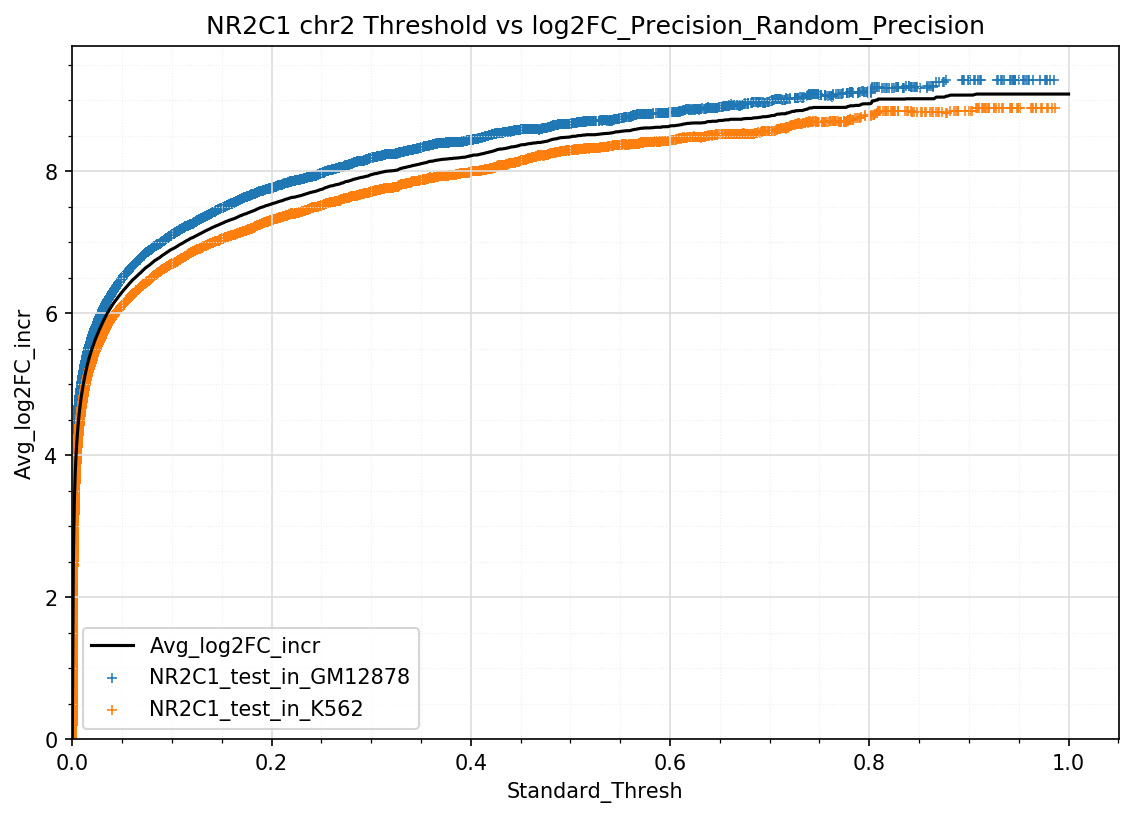 NR2C1 chr2 Threshold vs log2FC_Precision_Random_Precision
Avg_log2FC_incr
8
6
4
2
0
Avg_log2FC_incr
NR2C1_test_in_GM12878
NR2C1_test_in_K562
0.0 0.2 0.4 0.6 0.8 1.0
Standard_Thresh